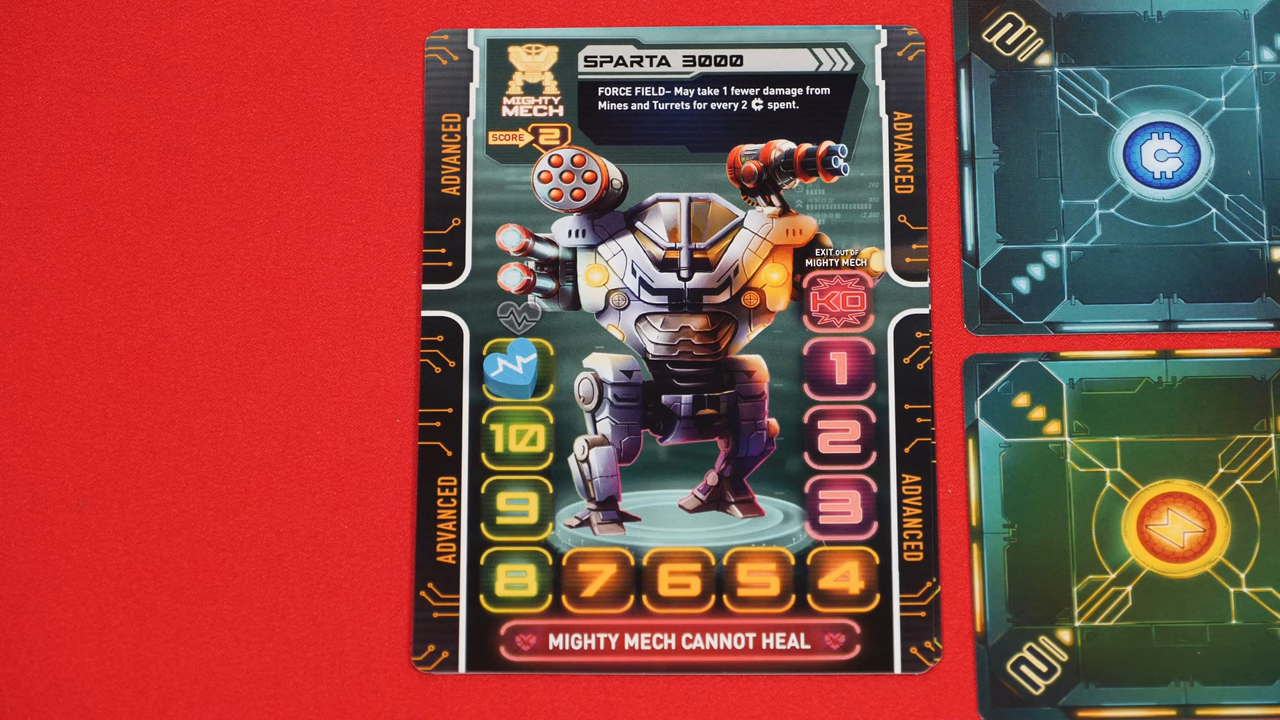 MIGHTY
MECH
SPARTA 3000
FORCE FIELD– May take 1 fewer damage from
Mines and Turrets for every 2 spent.
SCORE 2
ADVANCED
ADVANCED
EXIT OUT OF
MIGHTY MECH
KO
1
10
2
9
3
8 7 6 5 4
ADVANCED
ADVANCED
MIGHTY MECH CANNOT HEAL